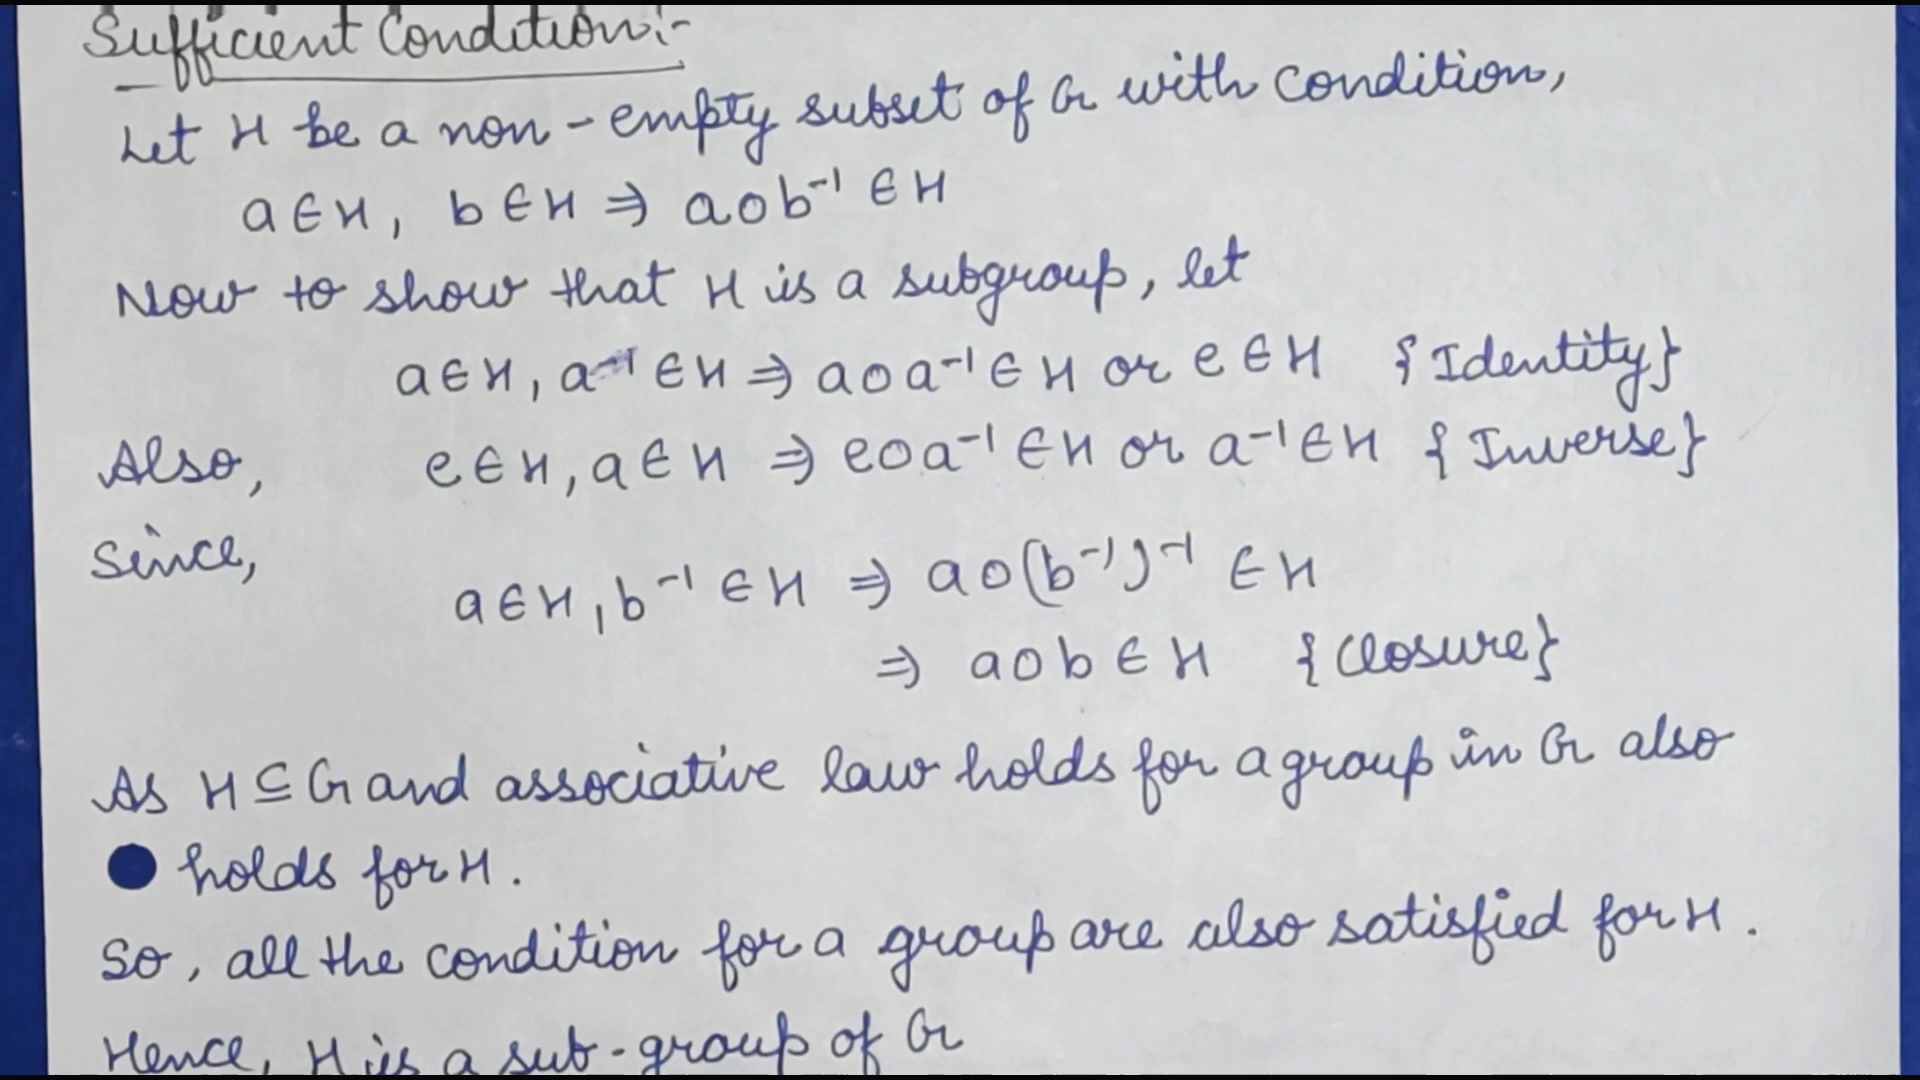 Sufficient Condition:-
Let H be a non-empty subset of G with condition,
a∈H, b∈H ⇒ aob⁻¹ ∈H
Now to show that H is a subgroup, let
a∈H, a⁻¹∈H ⇒ aoa⁻¹∈H or e∈H {Identity}
Also, e∈H, a∈H ⇒ eoa⁻¹∈H or a⁻¹∈H {Inverse}
Since,
a∈H, b⁻¹∈H ⇒ ao(b⁻¹)⁻¹ ∈H
⇒ aob∈H {Closure}
As H⊆G and associative law holds for a group in G also
holds for H.
So, all the condition for a group are also satisfied for H.
Hence, H is a sub-group of G